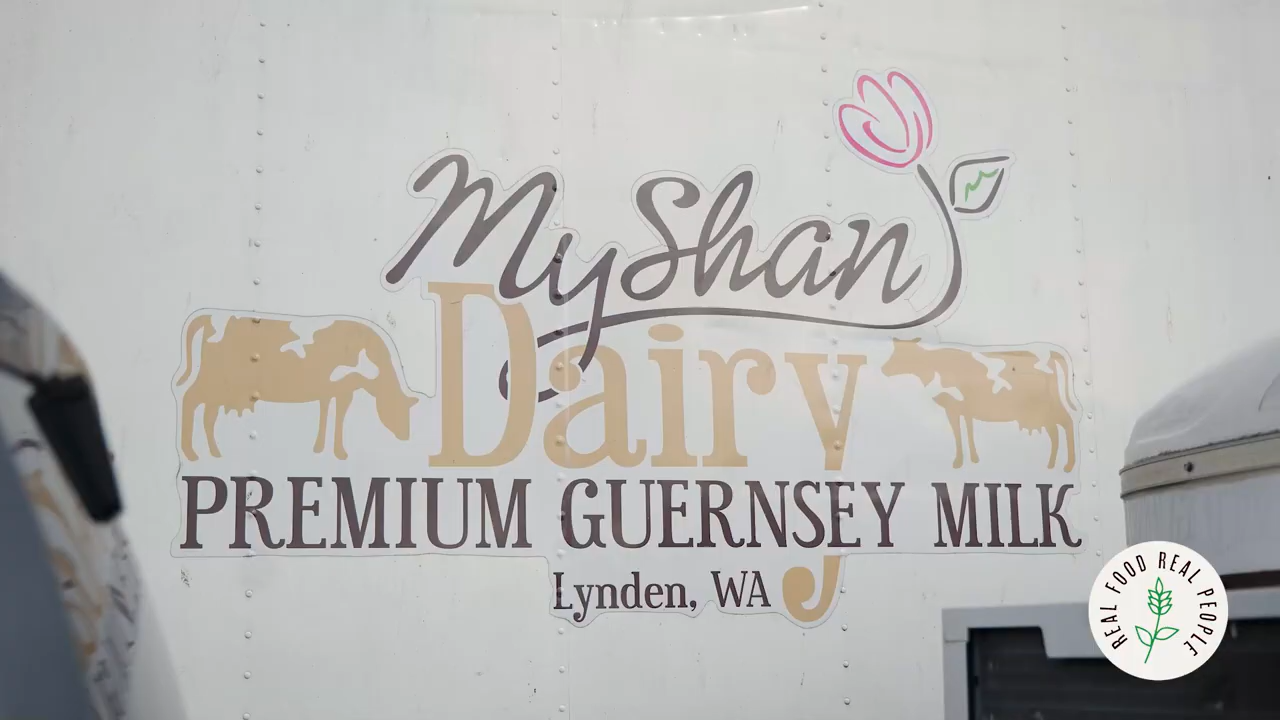 MyShan
Dairy
PREMIUM GUERNSEY MILK
Lynden, WA
REAL FOOD REAL PEOPLE